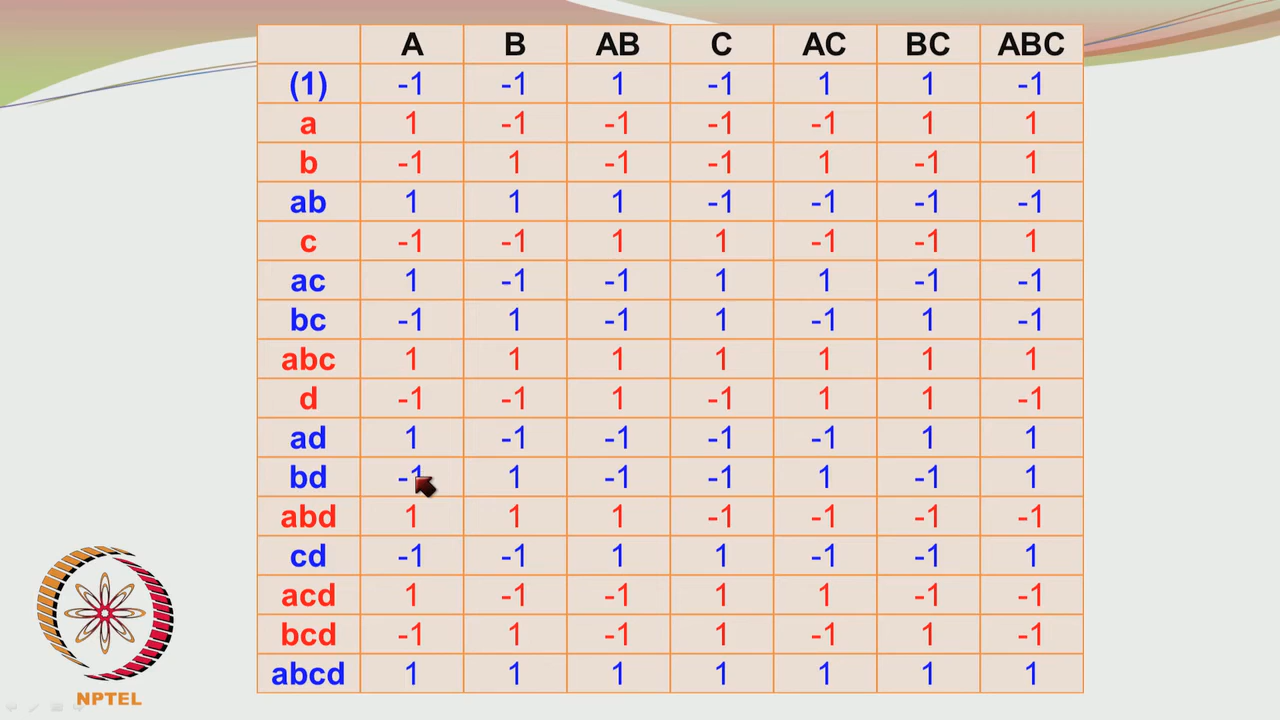 A B AB C AC BC ABC
(1) -1 -1 1 -1 1 1 -1
a 1 -1 -1 -1 -1 1 1
b -1 1 -1 -1 1 -1 1
ab 1 1 1 -1 -1 -1 -1
c -1 -1 1 1 -1 -1 1
ac 1 -1 -1 1 1 -1 -1
bc -1 1 -1 1 -1 1 -1
abc 1 1 1 1 1 1 1
d -1 -1 1 -1 1 1 -1
ad 1 -1 -1 -1 -1 1 1
bd -1 1 -1 -1 1 -1 1
abd 1 1 1 -1 -1 -1 -1
cd -1 -1 1 1 -1 -1 1
acd 1 -1 -1 1 1 -1 -1
bcd -1 1 -1 1 -1 1 -1
abcd 1 1 1 1 1 1 1
NPTEL